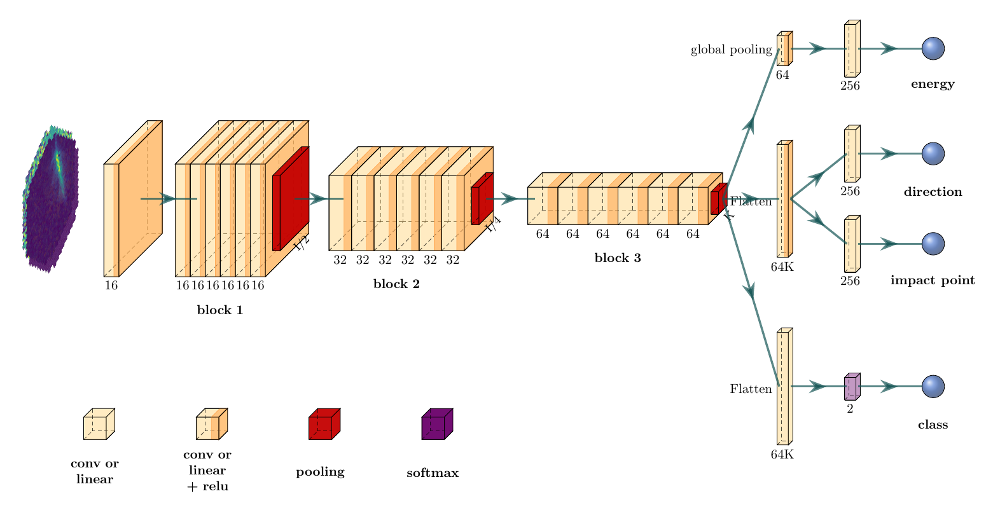 global pooling
64
256
energy
16
16 16 16 16 16 16
I/2
block 1
32 32 32 32 32 32
I/4
block 2
64 64 64 64 64 64
K
block 3
Flatten
64K
256
direction
256
impact point
Flatten
64K
2
class
conv or
linear
conv or
linear
+ relu
pooling
softmax